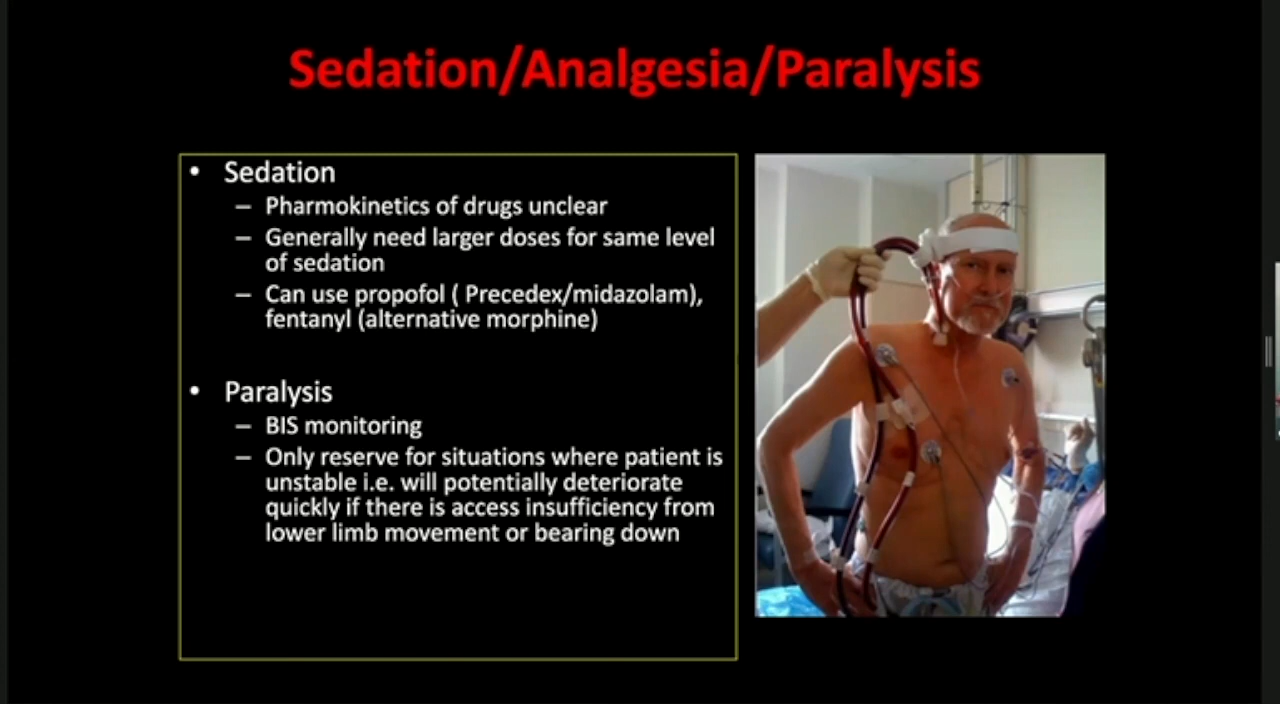 Sedation/Analgesia/Paralysis
• Sedation
– Pharmokinetics of drugs unclear
– Generally need larger doses for same level
of sedation
– Can use propofol ( Precedex/midazolam),
fentanyl (alternative morphine)
• Paralysis
– BIS monitoring
– Only reserve for situations where patient is
unstable i.e. will potentially deteriorate
quickly if there is access insufficiency from
lower limb movement or bearing down